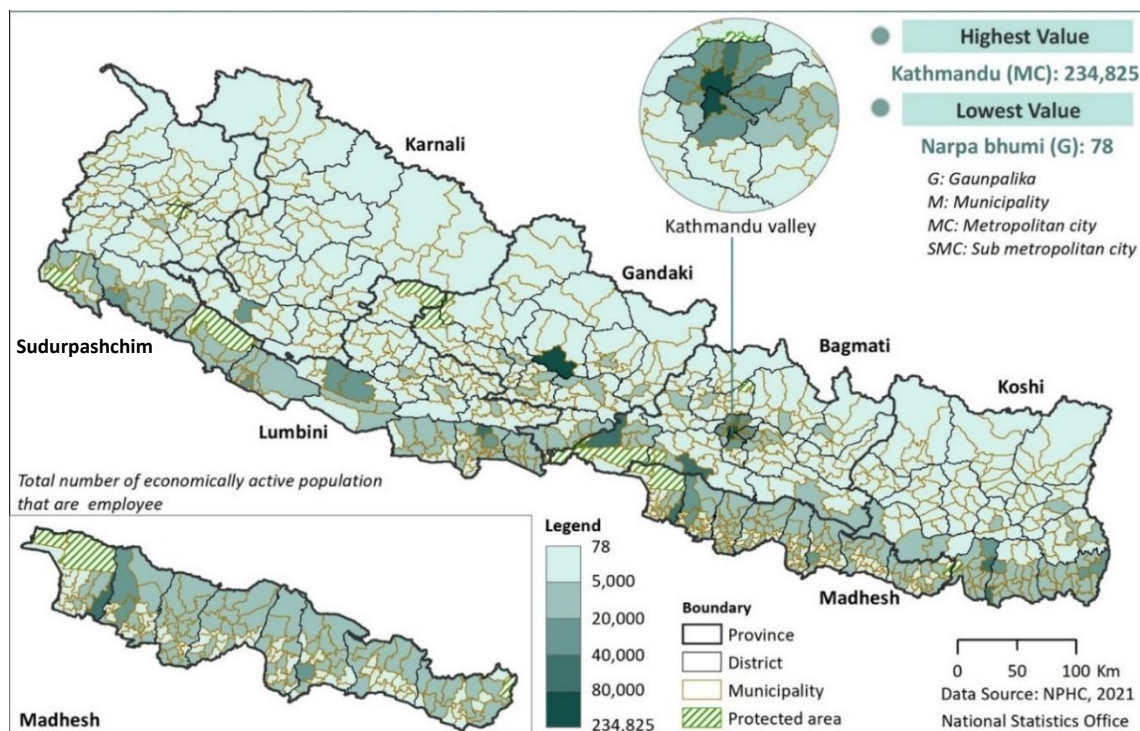 Highest Value
Kathmandu (MC): 234,825
Lowest Value
Narpa bhumi (G): 78
G: Gaunpalika
M: Municipality
MC: Metropolitan city
SMC: Sub metropolitan city
Karnali
Kathmandu valley
Gandaki
Sudurpashchim
Bagmati
Koshi
Lumbini
Madhesh
Total number of economically active population
that are employee
Madhesh
Legend
78
5,000
20,000
40,000
80,000
234,825
Boundary
Province
District
Municipality
Protected area
0 50 100 Km
Data Source: NPHC, 2021
National Statistics Office